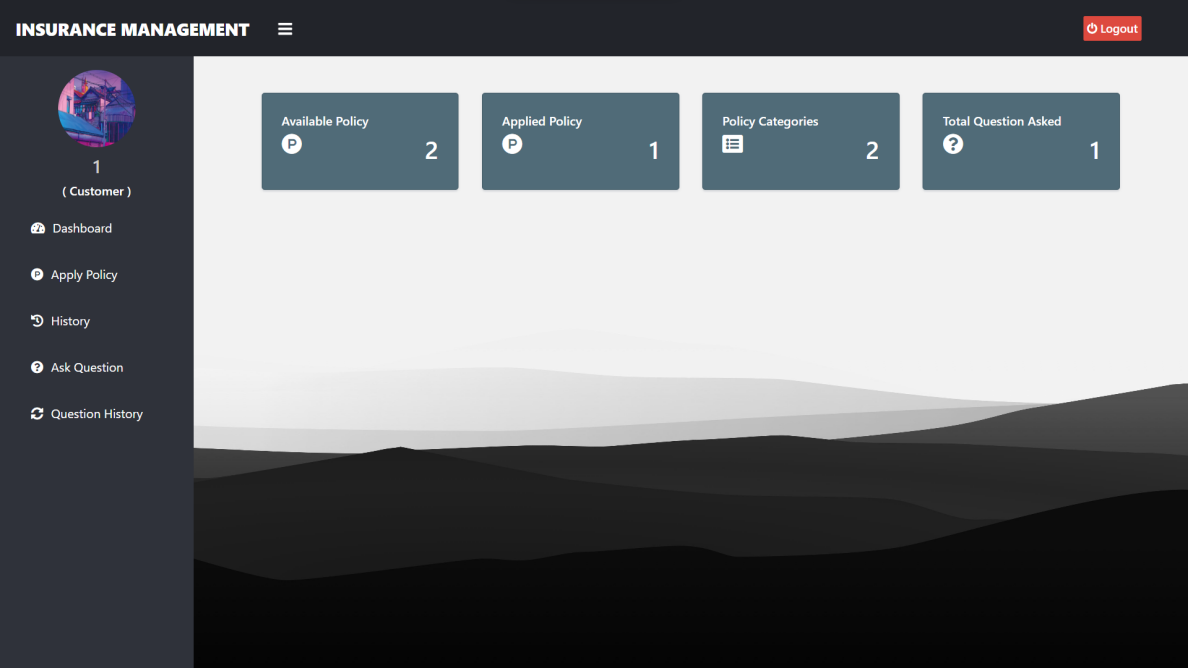 INSURANCE MANAGEMENT
Logout
1
( Customer )
Dashboard
Apply Policy
History
Ask Question
Question History
Available Policy
2
Applied Policy
1
Policy Categories
2
Total Question Asked
1